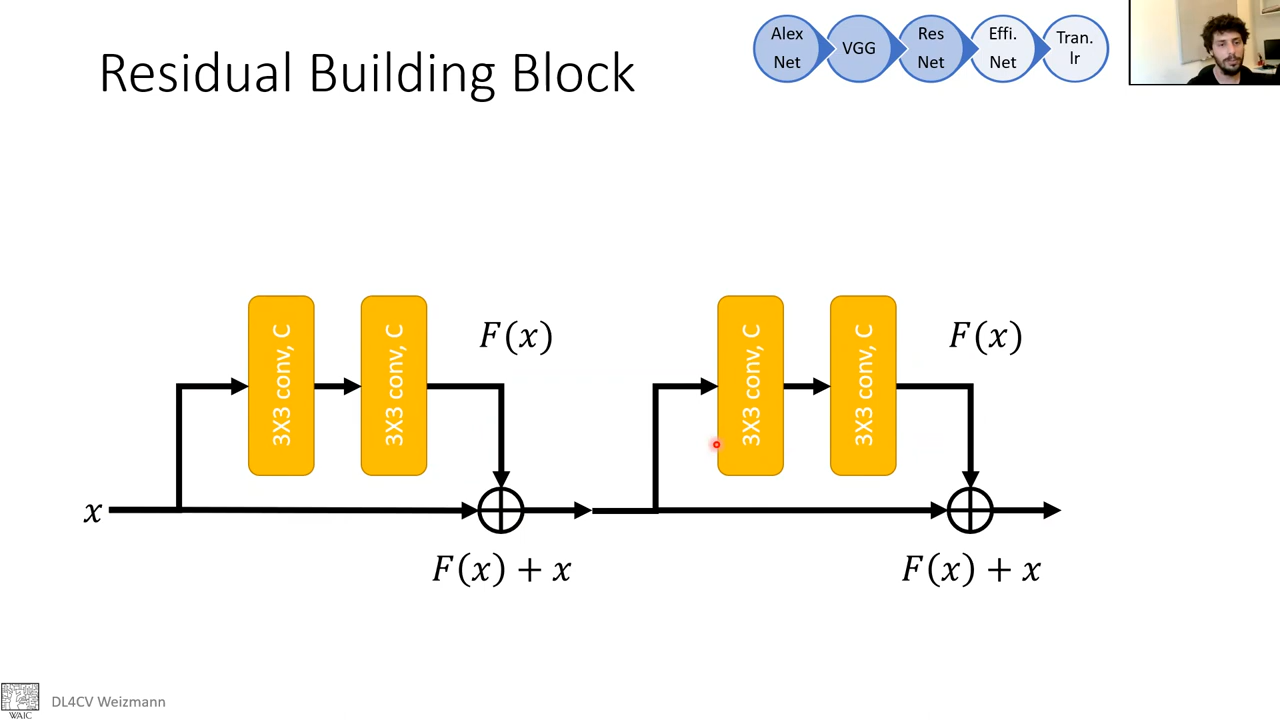 Residual Building Block
Alex
Net
VGG
Res
Net
Effi.
Net
Tran.
lr
3X3 conv, C
3X3 conv, C
F(x)
3X3 conv, C
3X3 conv, C
F(x)
x
F(x) + x
F(x) + x
WAIC
DL4CV Weizmann